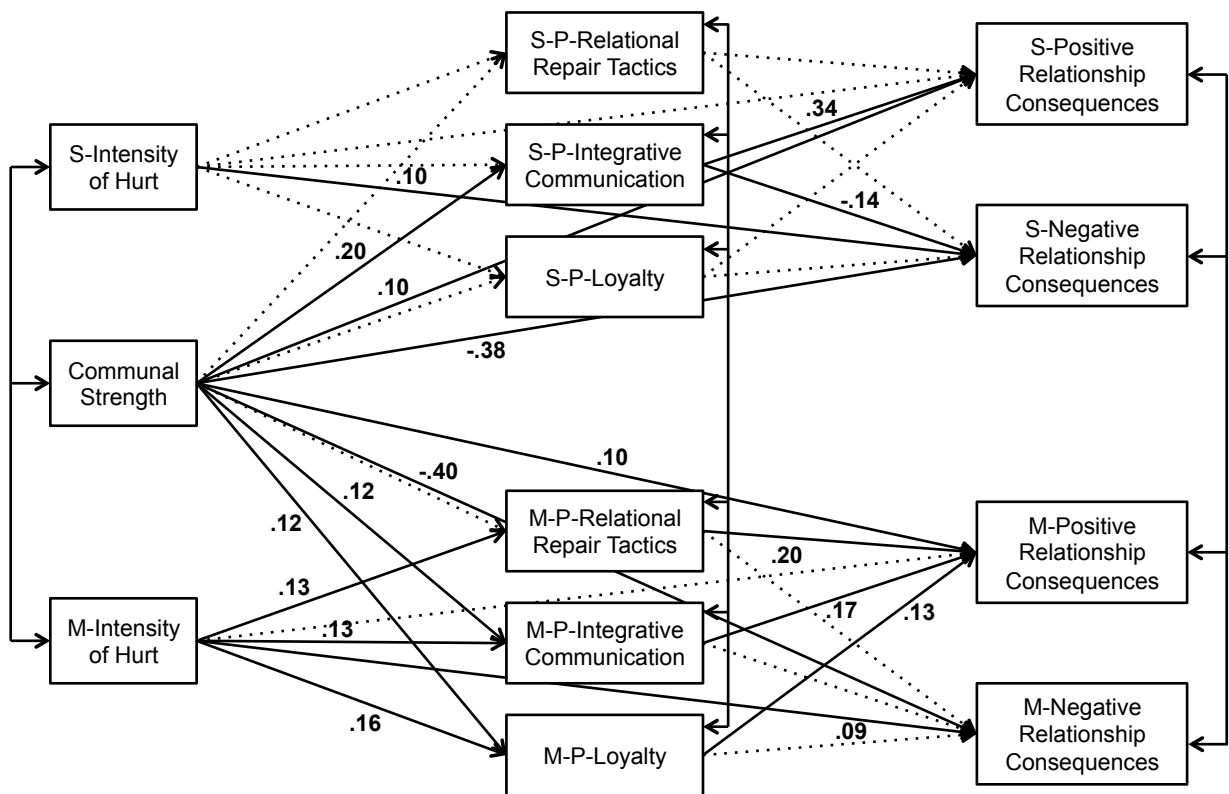 S-P-Relational
Repair Tactics
S-Positive
Relationship
Consequences
.34
S-Intensity
of Hurt
S-P-Integrative
Communication
.10
-.14
.20
S-P-Loyalty
S-Negative
Relationship
Consequences
.10
-.38
Communal
Strength
.10
-.40
.12
.12
M-P-Relational
Repair Tactics
M-Positive
Relationship
Consequences
.20
.13
M-Intensity
of Hurt
.13
M-P-Integrative
Communication
.17
.13
.16
M-P-Loyalty
.09
M-Negative
Relationship
Consequences